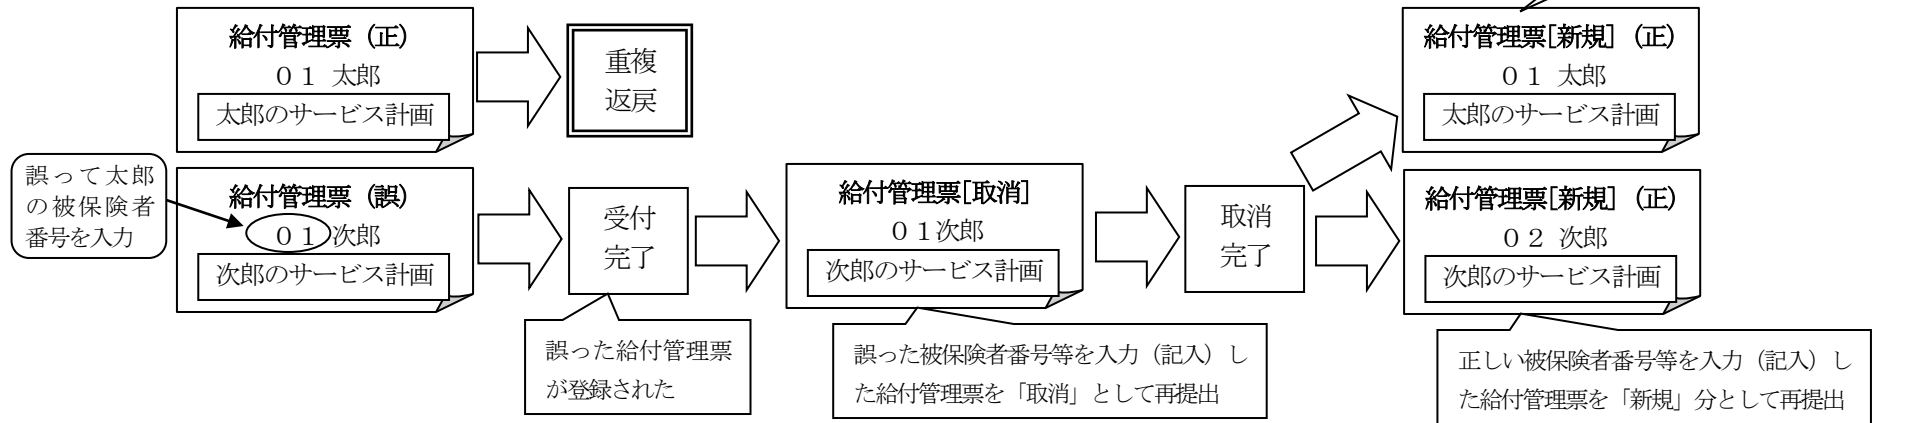 給付管理票（正）
０１ 太郎
太郎のサービス計画
重複
返戻
誤って太郎
の被保険者
番号を入力
給付管理票（誤）
０１次郎
次郎のサービス計画
受付
完了
誤った給付管理票
が登録された
給付管理票[取消]
０１次郎
次郎のサービス計画
誤った被保険者番号等を入力（記入）し
た給付管理票を「取消」として再提出
取消
完了
給付管理票[新規]（正）
０１ 太郎
太郎のサービス計画
給付管理票[新規]（正）
０２ 次郎
次郎のサービス計画
正しい被保険者番号等を入力（記入）し
た給付管理票を「新規」分として再提出